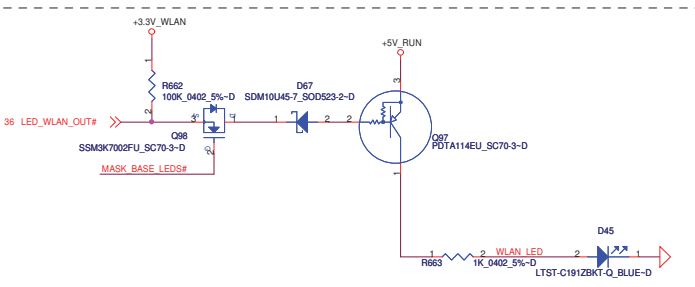 +3.3V_WLAN
+5V_RUN
1
3
R662
100K_0402_5%~D
D67
SDM10U45-7_SOD523-2~D
2
36 LED_WLAN_OUT#
3
1
1
2
2
Q98
SSM3K7002FU_SC70-3~D
2
Q97
PDTA114EU_SC70-3~D
MASK_BASE_LEDS#
1
D45
1
2
WLAN_LED
2
1
R663
1K_0402_5%~D
LTST-C191ZBKT-Q_BLUE~D